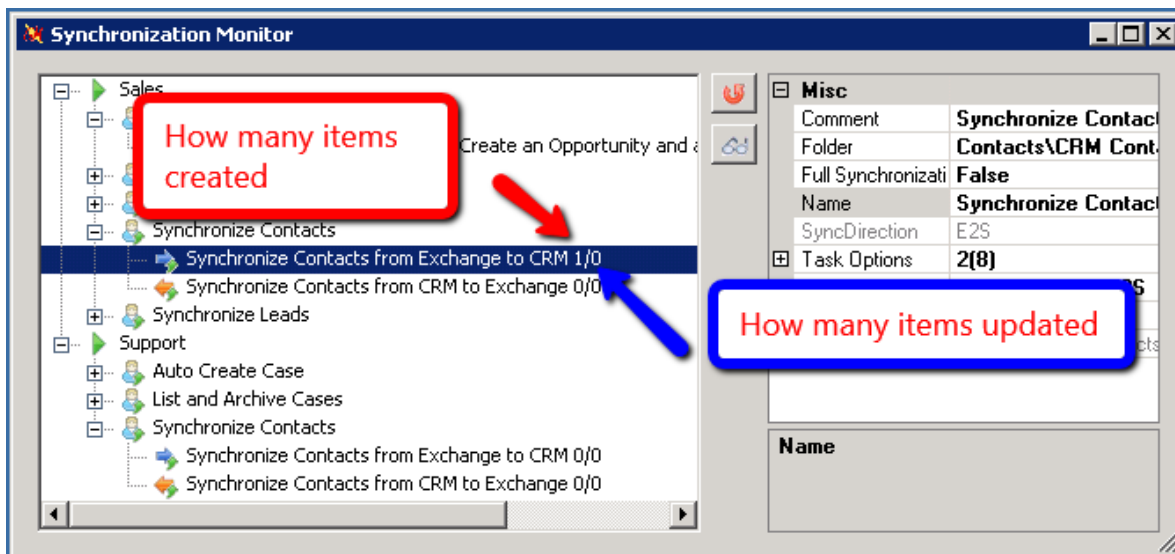 Synchronization Monitor
Sales
How many items
created
Create an Opportunity and
Synchronize Contacts
Synchronize Contacts from Exchange to CRM 1/0
Synchronize Contacts from CRM to Exchange 0/0
Synchronize Leads
Support
Auto Create Case
List and Archive Cases
Synchronize Contacts
Synchronize Contacts from Exchange to CRM 0/0
Synchronize Contacts from CRM to Exchange 0/0
Misc
Comment Synchronize Contact
Folder Contacts\CRM Cont
Full Synchronizati False
Name Synchronize Contact
SyncDirection E2S
Task Options 2(8)
How many items updated
Name